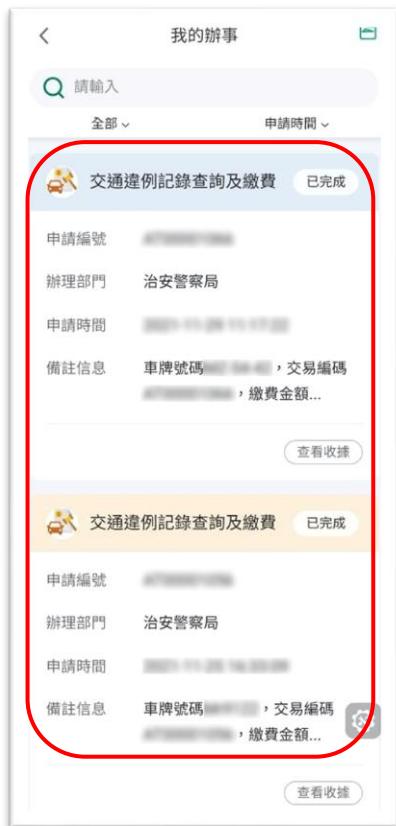 我的辦事
請輸入
全部
申請時間
交通違例記錄查詢及繳費 已完成
申請編號
辦理部門 治安警察局
申請時間
備註信息 車牌號碼 ，交易編碼
，繳費金額...
查看收據
交通違例記錄查詢及繳費 已完成
申請編號
辦理部門 治安警察局
申請時間
備註信息 車牌號碼 ，交易編碼
，繳費金額...
查看收據